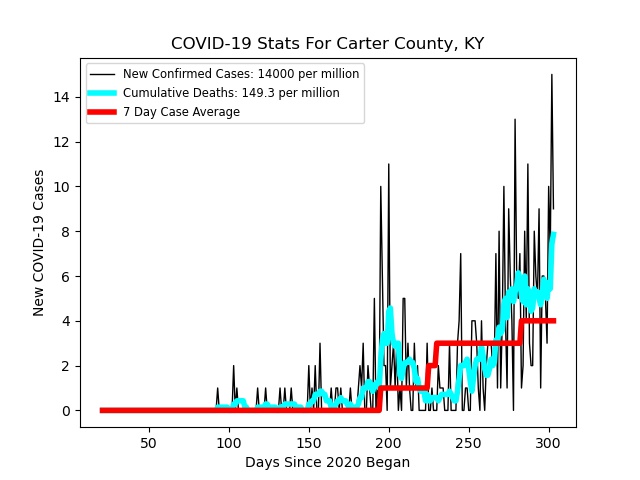 COVID-19 Stats For Carter County, KY
New Confirmed Cases: 14000 per million
Cumulative Deaths: 149.3 per million
7 Day Case Average
New COVID-19 Cases
14
12
10
8
6
4
2
0
50 100 150 200 250 300
Days Since 2020 Began